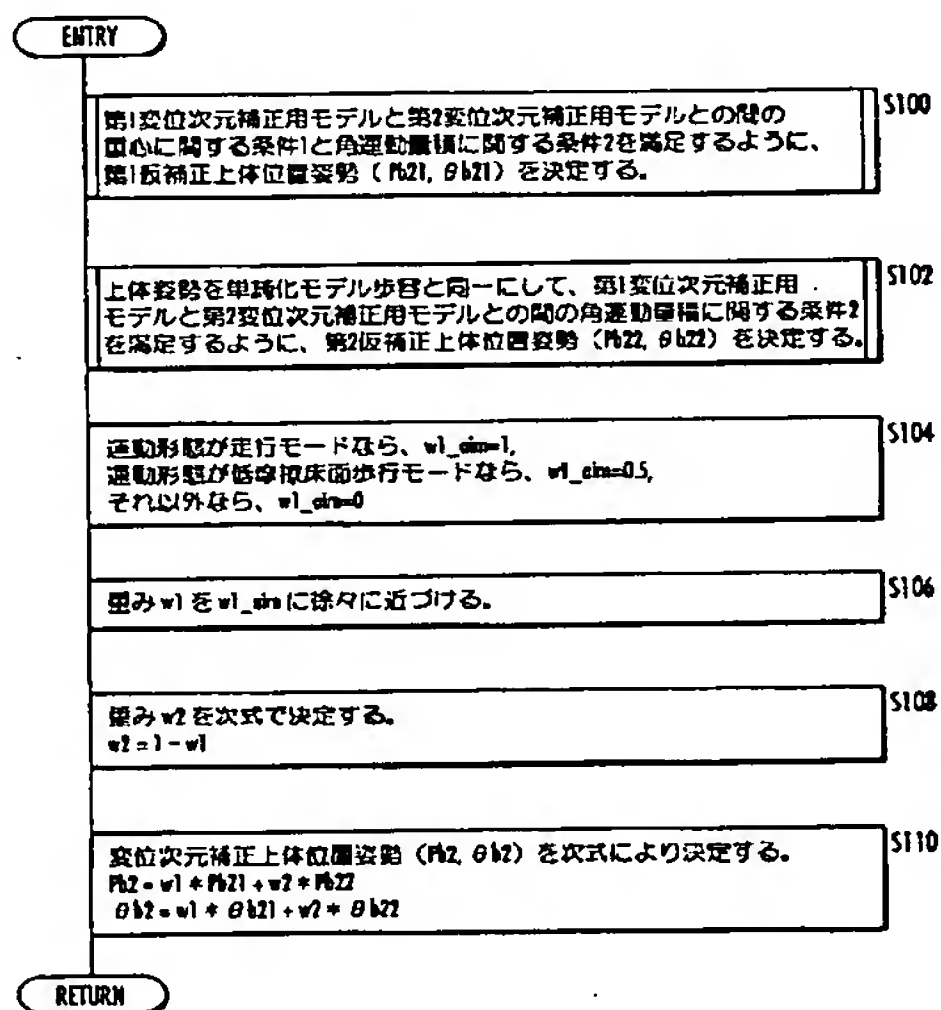 ENTRY
S100
第1変位次元補正用モデルと第2変位次元補正用モデルとの間の
重心に関する条件1と角運動量積に関する条件2を満足するように、
第1仮補正上体位置姿勢（Pb21, θb21）を決定する。
S102
上体姿勢を単純化モデル歩容と同一にして、第1変位次元補正用
モデルと第2変位次元補正用モデルとの間の角運動量積に関する条件2
を満足するように、第2仮補正上体位置姿勢（Pb22, θb22）を決定する。
S104
運動形態が走行モードなら、w1_aim=1,
運動形態が低摩擦床面歩行モードなら、w1_aim=0.5,
それ以外なら、w1_aim=0
S106
重み w1 を w1_aim に徐々に近づける。
S108
重み w2 を次式で決定する。
w2 = 1 - w1
S110
変位次元補正上体位置姿勢（Pb2, θb2）を次式により決定する。
Pb2 = w1 * Pb21 + w2 * Pb22
θb2 = w1 * θb21 + w2 * θb22
RETURN